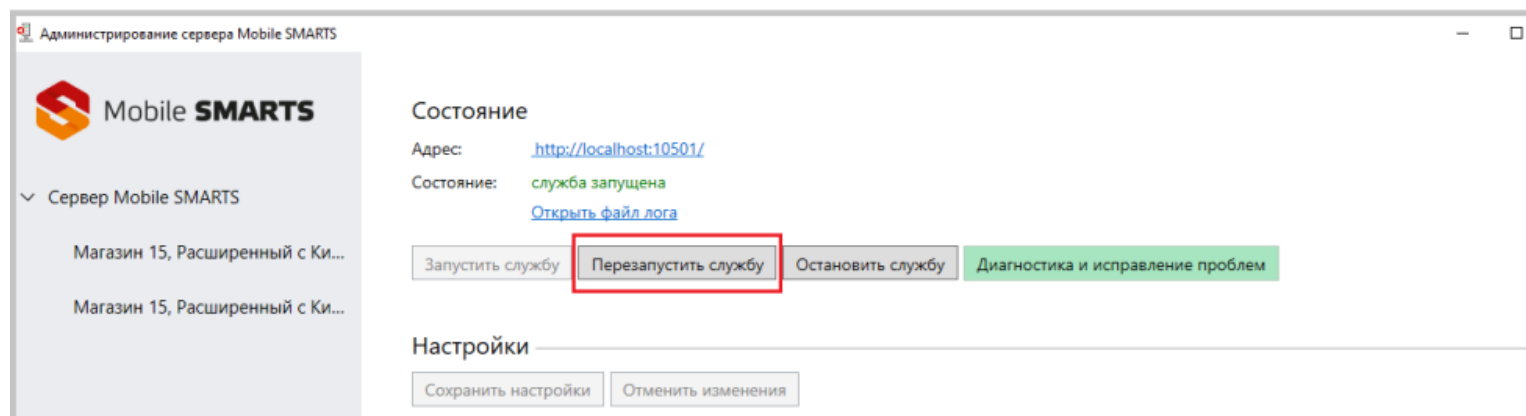 Администрирование сервера Mobile SMARTS
Mobile SMARTS
Сервер Mobile SMARTS
Магазин 15, Расширенный с Ки...
Магазин 15, Расширенный с Ки...
Состояние
Адрес: http://localhost:10501/
Состояние: служба запущена
Открыть файл лога
Запустить службу Перезапустить службу Остановить службу Диагностика и исправление проблем
Настройки
Сохранить настройки Отменить изменения